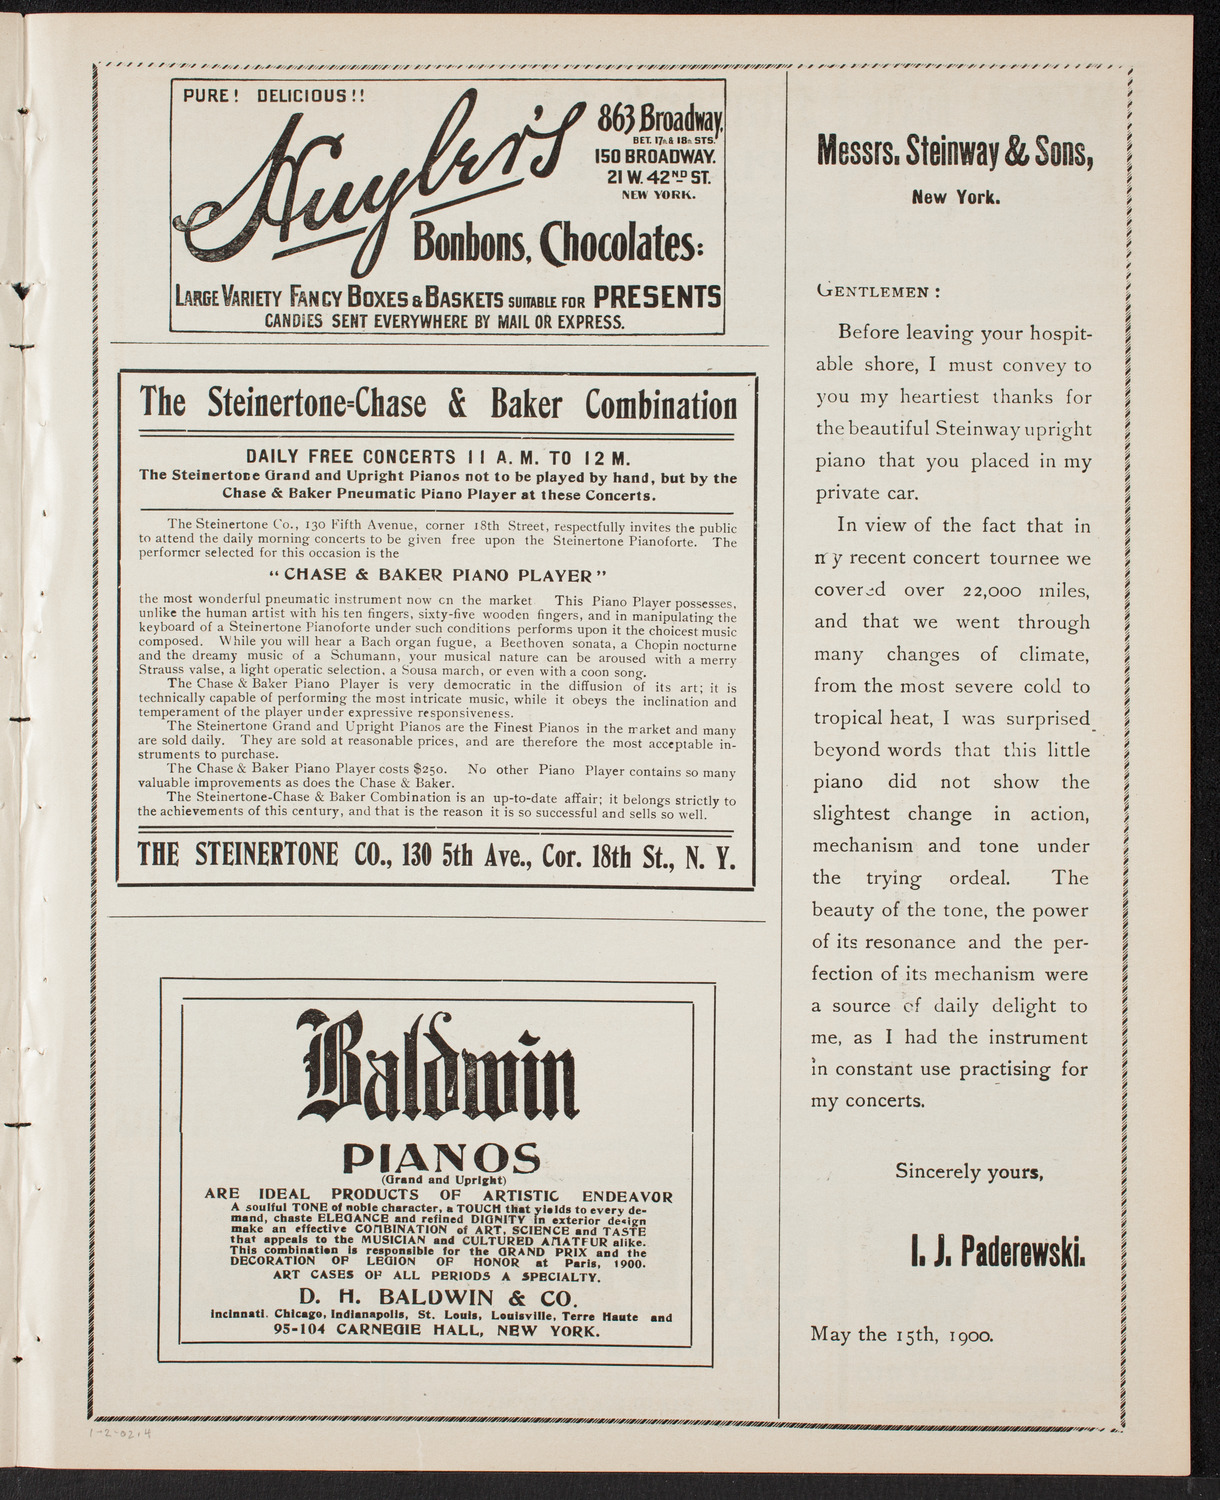 PURE! DELICIOUS!!
Huyler's
863 Broadway,
BET. 17th & 18th STS.
150 BROADWAY.
21 W. 42ND ST.
NEW YORK.
Bonbons, Chocolates:
LARGE VARIETY FANCY BOXES & BASKETS SUITABLE FOR PRESENTS
CANDIES SENT EVERYWHERE BY MAIL OR EXPRESS.
The Steinertone-Chase & Baker Combination
DAILY FREE CONCERTS 11 A. M. TO 12 M.
The Steinertone Grand and Upright Pianos not to be played by hand, but by the
Chase & Baker Pneumatic Piano Player at these Concerts.
The Steinertone Co., 130 Fifth Avenue, corner 18th Street, respectfully invites the public
to attend the daily morning concerts to be given free upon the Steinertone Pianoforte. The
performer selected for this occasion is the
"CHASE & BAKER PIANO PLAYER"
the most wonderful pneumatic instrument now on the market This Piano Player possesses,
unlike the human artist with his ten fingers, sixty-five wooden fingers, and in manipulating the
keyboard of a Steinertone Pianoforte under such conditions performs upon it the choicest music
composed. While you will hear a Bach organ fugue, a Beethoven sonata, a Chopin nocturne
and the dreamy music of a Schumann, your musical nature can be aroused with a merry
Strauss valse, a light operatic selection, a Sousa march, or even with a coon song.
The Chase & Baker Piano Player is very democratic in the diffusion of its art; it is
technically capable of performing the most intricate music, while it obeys the inclination and
temperament of the player under expressive responsiveness.
The Steinertone Grand and Upright Pianos are the Finest Pianos in the market and many
are sold daily. They are sold at reasonable prices, and are therefore the most acceptable in-
struments to purchase.
The Chase & Baker Piano Player costs $250. No other Piano Player contains so many
valuable improvements as does the Chase & Baker.
The Steinertone-Chase & Baker Combination is an up-to-date affair; it belongs strictly to
the achievements of this century, and that is the reason it is so successful and sells so well.
THE STEINERTONE CO., 130 5th Ave., Cor. 18th St., N. Y.
Baldwin
PIANOS
(Grand and Upright)
ARE IDEAL PRODUCTS OF ARTISTIC ENDEAVOR
A soulful TONE of noble character, a TOUCH that yields to every de-
mand, chaste ELEGANCE and refined DIGNITY in exterior design
make an effective COMBINATION of ART, SCIENCE and TASTE
that appeals to the MUSICIAN and CULTURED AMATEUR alike.
This combination is responsible for the GRAND PRIX and the
DECORATION OF LEGION OF HONOR at Paris, 1900.
ART CASES OF ALL PERIODS A SPECIALTY.
D. H. BALDWIN & CO.
incinnati. Chicago, Indianapolis, St. Louis, Louisville, Terre Haute and
95-104 CARNEGIE HALL, NEW YORK.
Messrs. Steinway & Sons,
New York.
GENTLEMEN:
Before leaving your hospit-
able shore, I must convey to
you my heartiest thanks for
the beautiful Steinway upright
piano that you placed in my
private car.
In view of the fact that in
my recent concert tournee we
covered over 22,000 miles,
and that we went through
many changes of climate,
from the most severe cold to
tropical heat, I was surprised
beyond words that this little
piano did not show the
slightest change in action,
mechanism and tone under
the trying ordeal. The
beauty of the tone, the power
of its resonance and the per-
fection of its mechanism were
a source of daily delight to
me, as I had the instrument
in constant use practising for
my concerts.
Sincerely yours,
I. J. Paderewski.
May the 15th, 1900.
1-2-0214